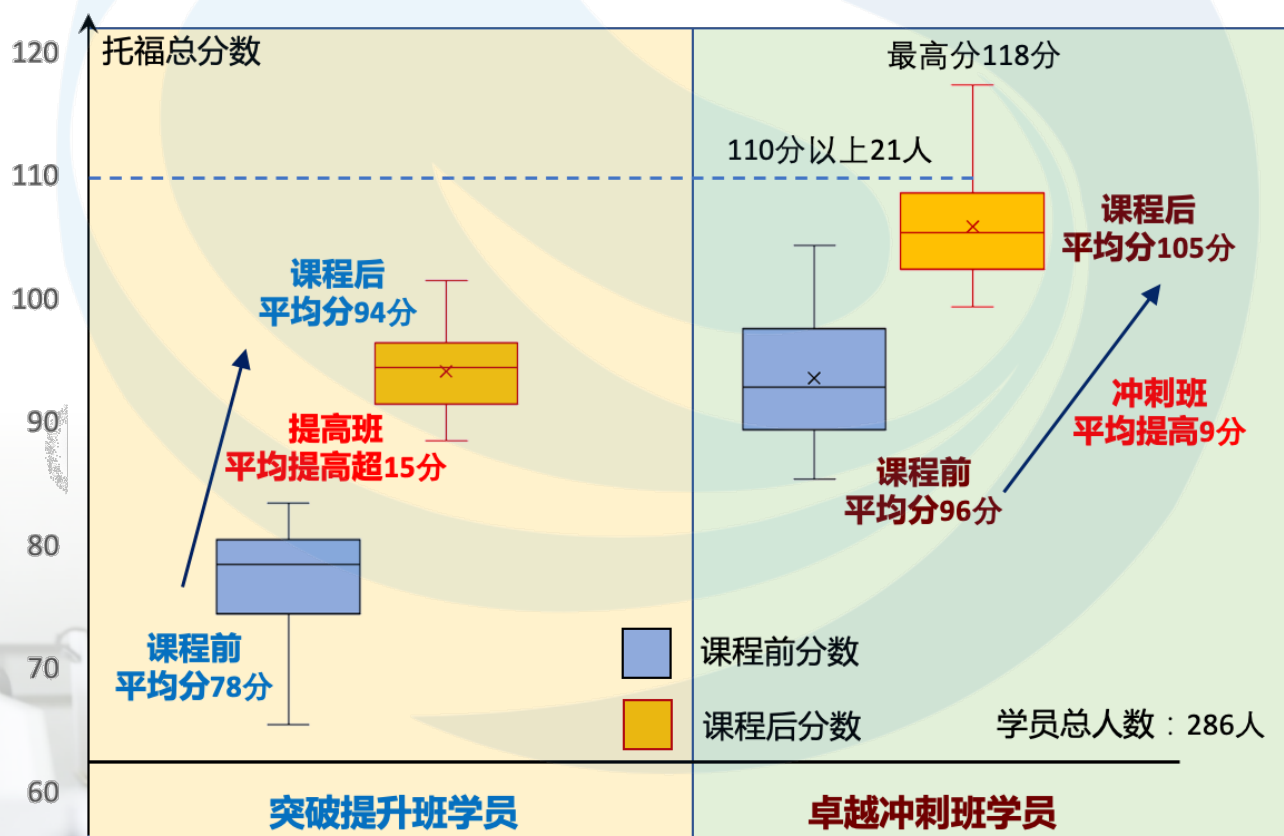 托福总分数
120
110
100
90
80
70
60
最高分118分
110分以上21人
课程后
平均分94分
提高班
平均提高超15分
课程前
平均分78分
课程后
平均分105分
冲刺班
平均提高9分
课程前
平均分96分
课程前分数
课程后分数
学员总人数：286人
突破提升班学员
卓越冲刺班学员